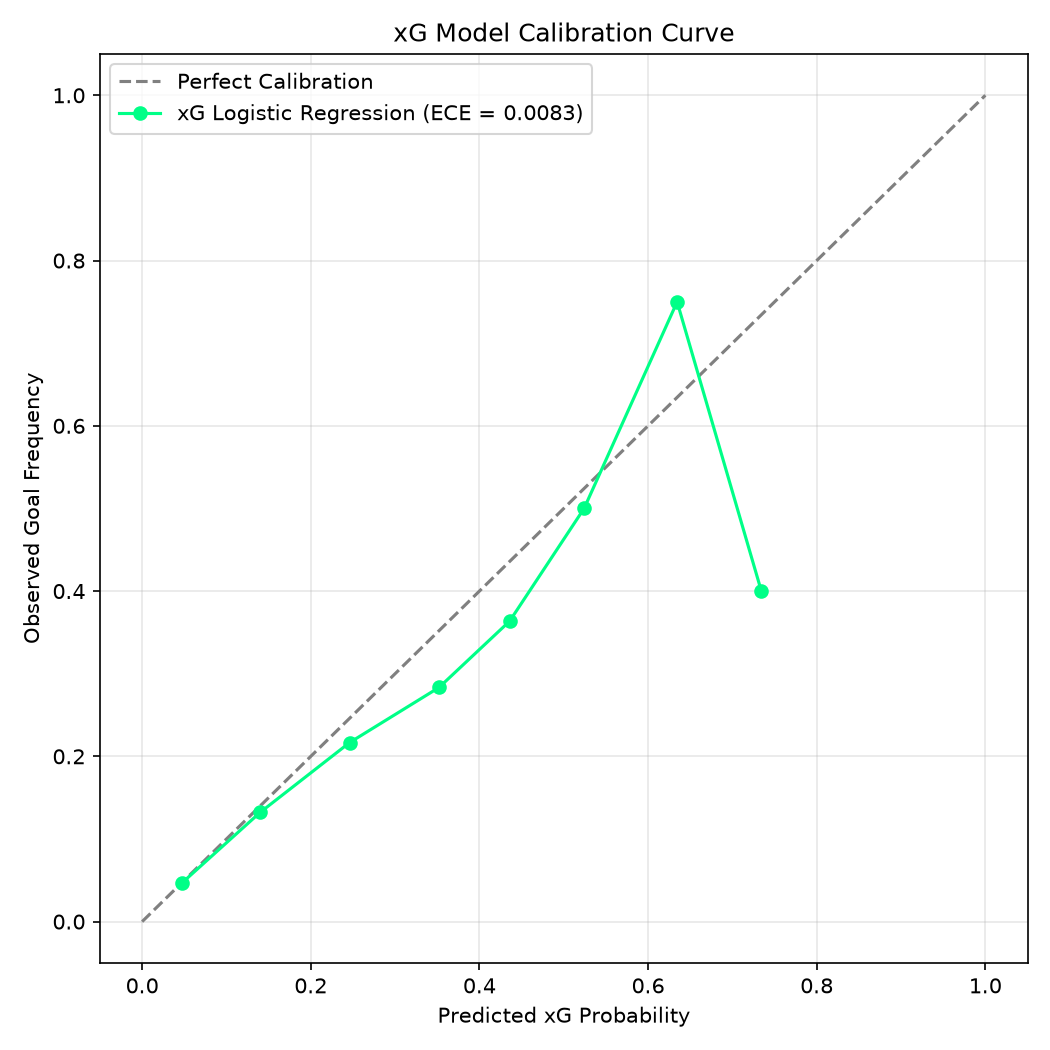 xG Model Calibration Curve
Perfect Calibration
xG Logistic Regression (ECE = 0.0083)
Observed Goal Frequency
1.0
0.8
0.6
0.4
0.2
0.0
0.0 0.2 0.4 0.6 0.8 1.0
Predicted xG Probability